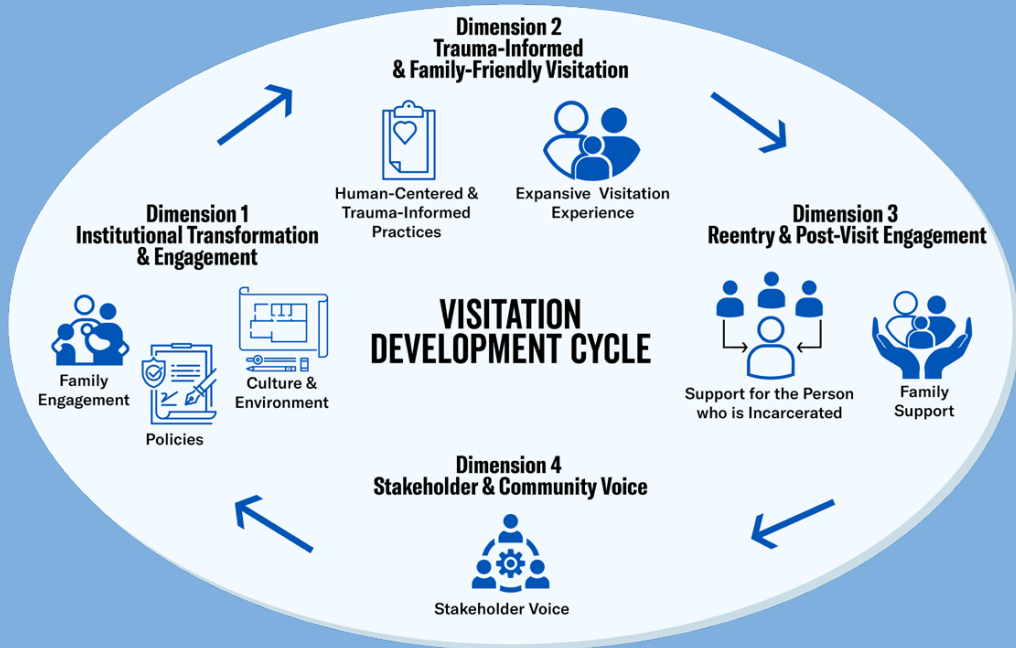 Dimension 2
Trauma-Informed
& Family-Friendly Visitation
Human-Centered &
Trauma-Informed
Practices
Expansive Visitation
Experience
Dimension 1
Institutional Transformation
& Engagement
Family
Engagement
Policies
Culture &
Environment
VISITATION
DEVELOPMENT CYCLE
Dimension 3
Reentry & Post-Visit Engagement
Support for the Person
who is Incarcerated
Family
Support
Dimension 4
Stakeholder & Community Voice
Stakeholder Voice